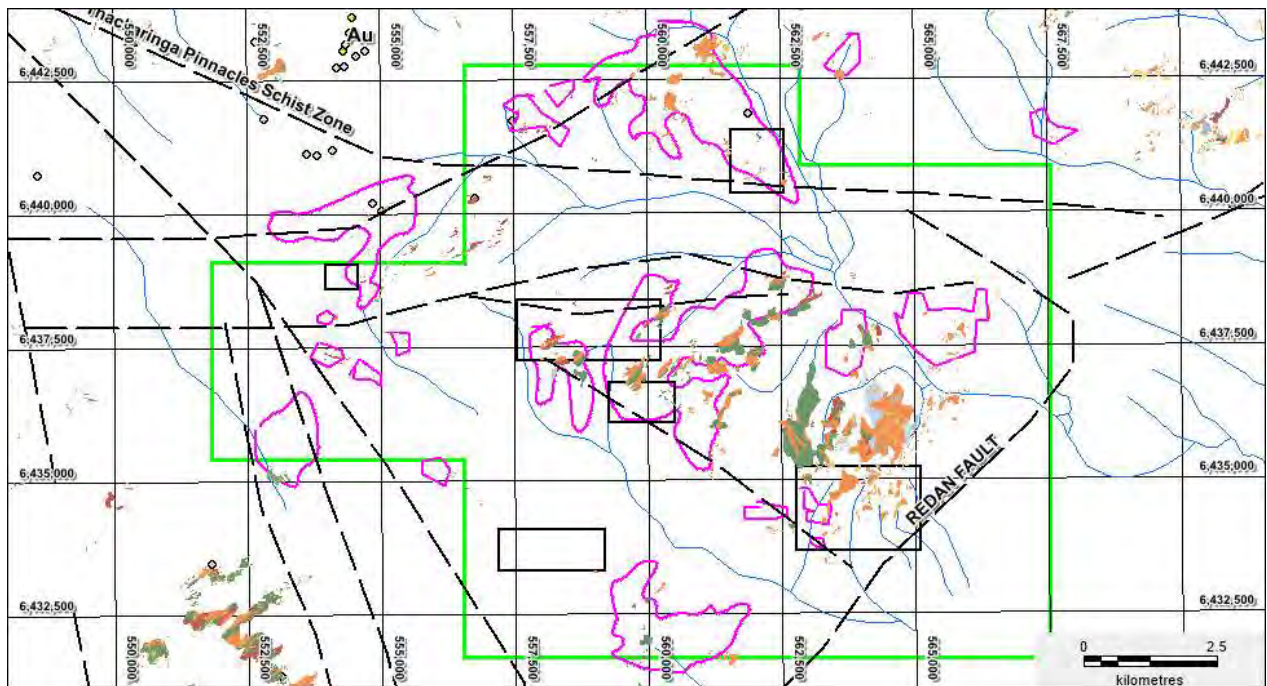 550,000 552,500 555,000 557,500 560,000 562,500 565,000 567,500
Au
Pinnacles Schist Zone
6,442,500 6,442,500
6,440,000 6,440,000
6,437,500 6,437,500
REDAN FAULT
6,435,000 6,435,000
6,432,500 6,432,500
550,000 552,500 555,000 557,500 560,000 562,500 565,000
0 2.5
kilometres